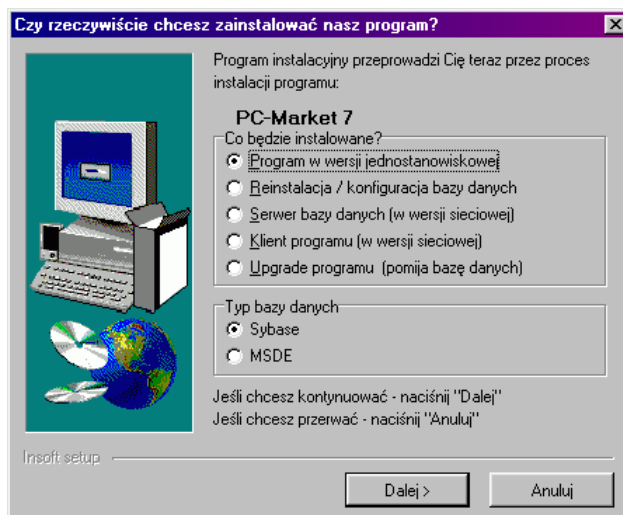 Czy rzeczywiście chcesz zainstalować nasz program?
Program instalacyjny przeprowadzi Cię teraz przez proces
instalacji programu:
PC-Market 7
Co będzie instalowane?
Program w wersji jednostanowiskowej
Reinstalacja / konfiguracja bazy danych
Serwer bazy danych (w wersji sieciowej)
Klient programu (w wersji sieciowej)
Upgrade programu (pomija bazę danych)
Typ bazy danych
Sybase
MSDE
Jeśli chcesz kontynuować - naciśnij "Dalej"
Jeśli chcesz przerwać - naciśnij "Anuluj"
Insoft setup
Dalej >
Anuluj